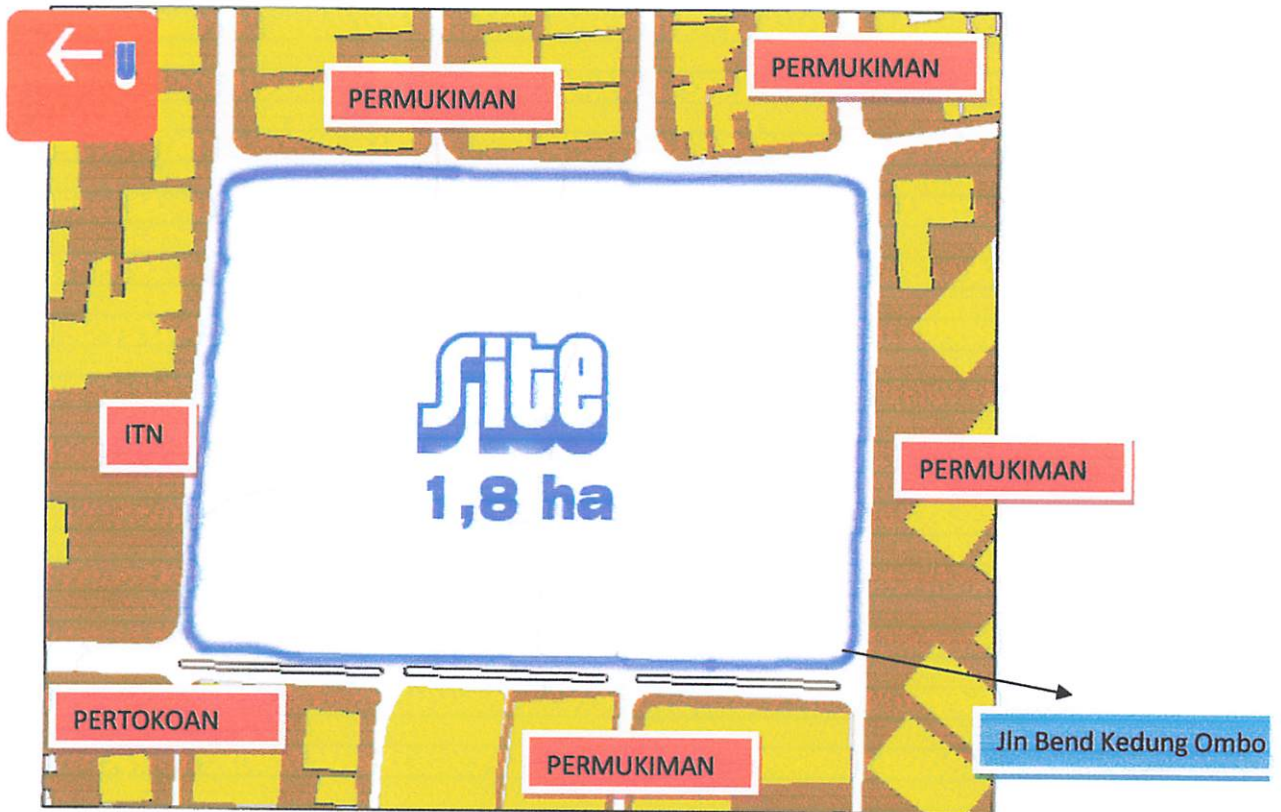 U
PERMUKIMAN
PERMUKIMAN
Site
1,8 ha
ITN
PERMUKIMAN
PERTOKOAN
PERMUKIMAN
Jln Bend Kedung Ombo